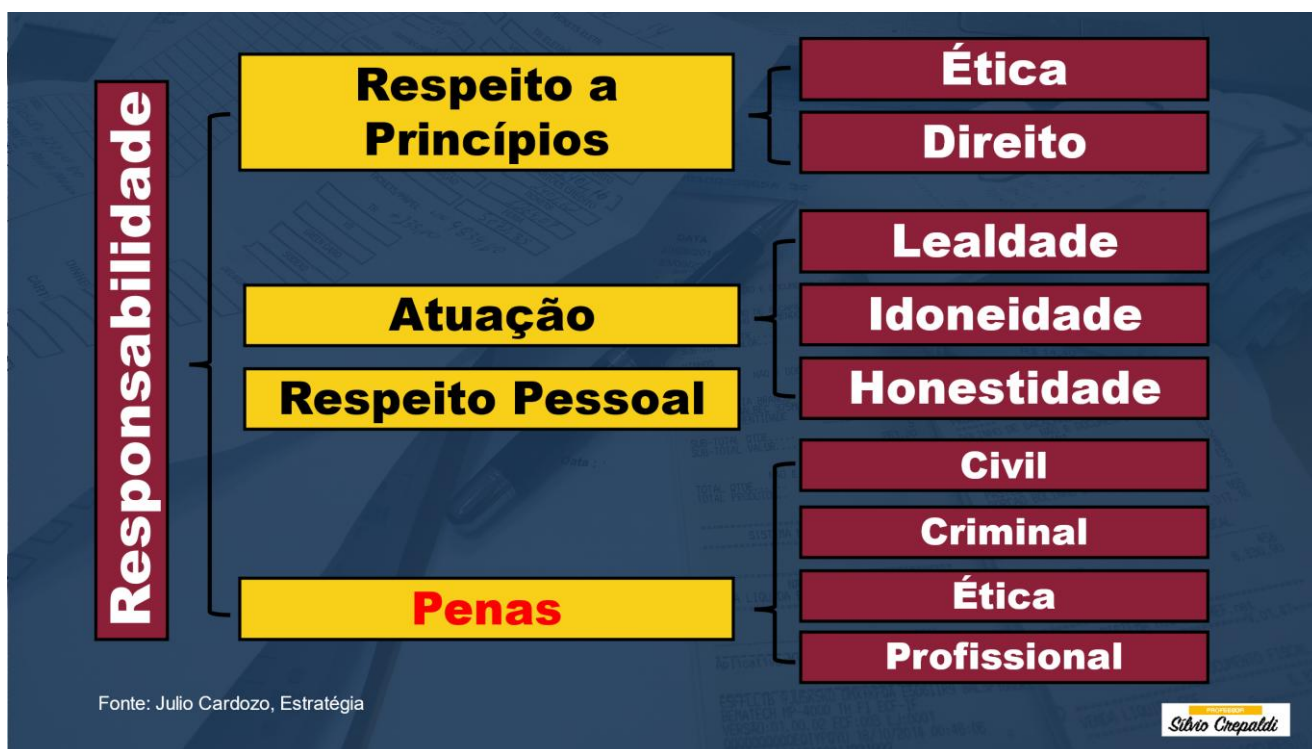 Responsabilidade
Respeito a
Princípios
Ética
Direito
Atuação
Lealdade
Idoneidade
Honestidade
Respeito Pessoal
Penas
Civil
Criminal
Ética
Profissional
Fonte: Julio Cardozo, Estratégia
PROFESSOR
Silvio Crepaldi